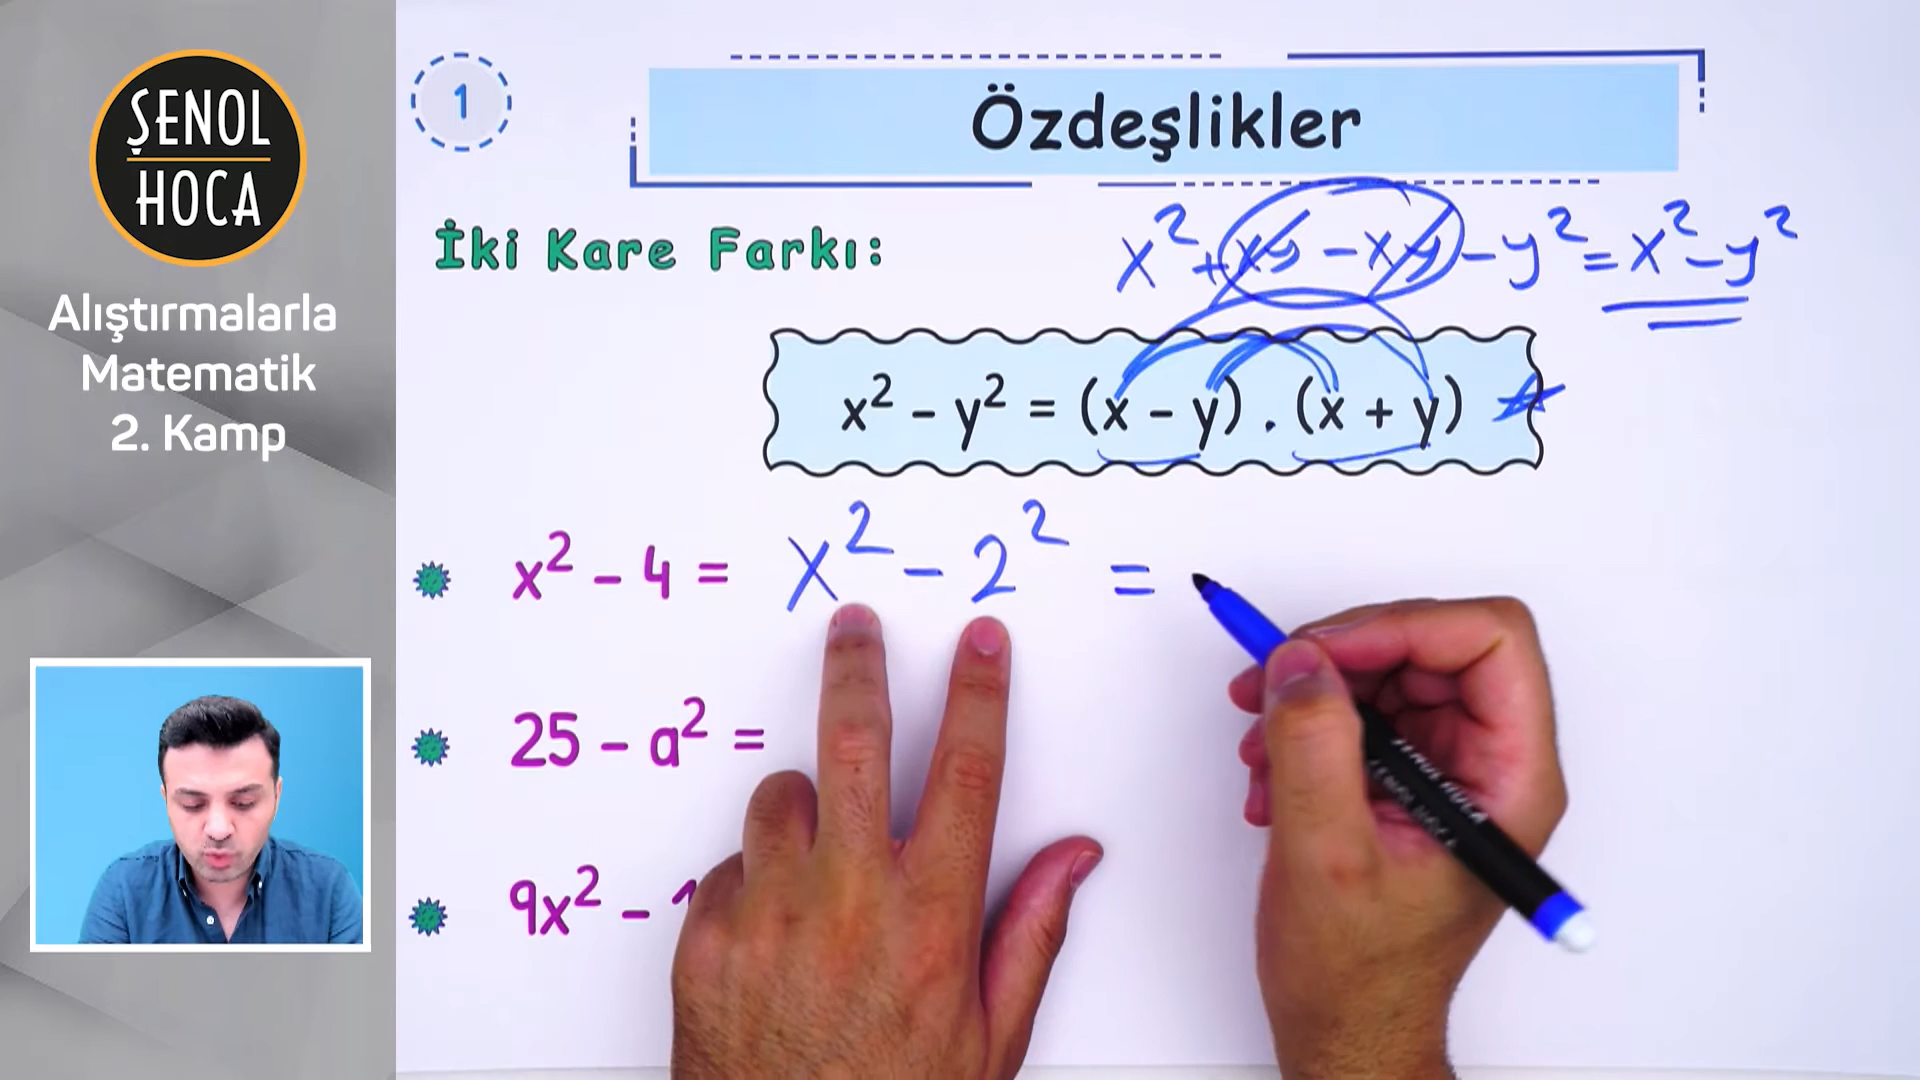 ŞENOL
HOCA
Alıştırmalarla
Matematik
2. Kamp
1
Özdeşlikler
İki Kare Farkı:
x² + xy - xy - y² = x² - y²
x² - y² = (x - y) . (x + y)
x² - 4 = x² - 2² =
25 - a² =
9x² -